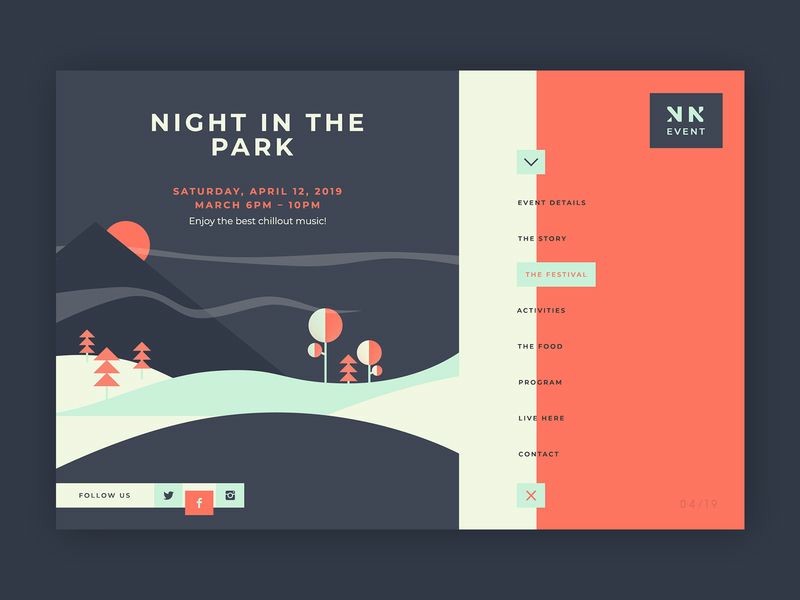 NIGHT IN THE
PARK
SATURDAY, APRIL 12, 2019
MARCH 6PM – 10PM
Enjoy the best chillout music!
FOLLOW US
EVENT
EVENT DETAILS
THE STORY
THE FESTIVAL
ACTIVITIES
THE FOOD
PROGRAM
LIVE HERE
CONTACT
04/19